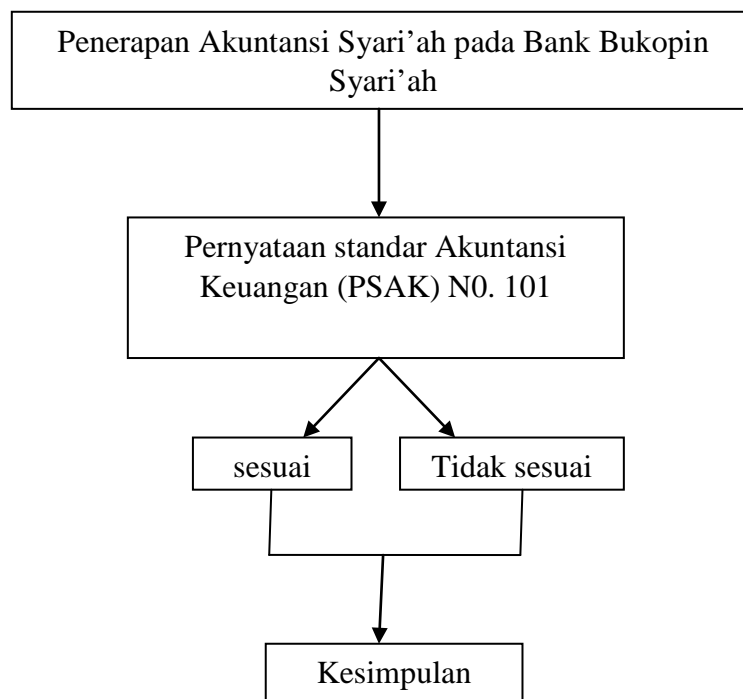 Penerapan Akuntansi Syari’ah pada Bank Bukopin
Syari’ah
Pernyataan standar Akuntansi
Keuangan (PSAK) N0. 101
sesuai
Tidak sesuai
Kesimpulan